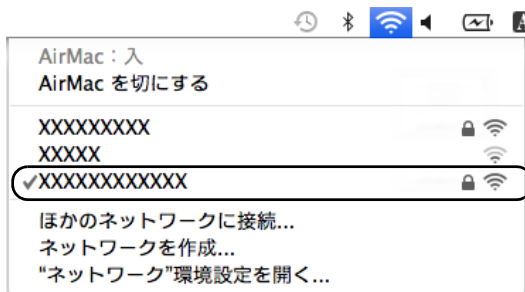 AirMac：入
AirMac を切にする
XXXXXXXXX
XXXXX
✓XXXXXXXXXXXX
ほかのネットワークに接続...
ネットワークを作成...
“ネットワーク”環境設定を開く...